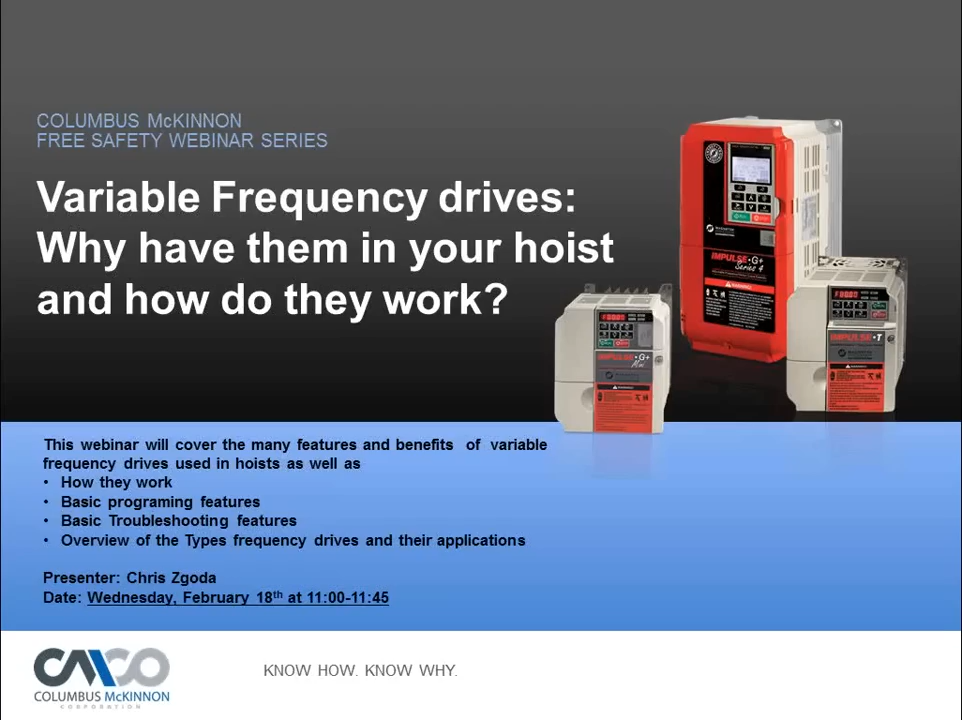 COLUMBUS McKINNON
FREE SAFETY WEBINAR SERIES
Variable Frequency drives:
Why have them in your hoist
and how do they work?
IMPULSE•G+
Series 4
WARNING!
IMPULSE•G+
Mini
IMPULSE•T
This webinar will cover the many features and benefits of variable
frequency drives used in hoists as well as
• How they work
• Basic programing features
• Basic Troubleshooting features
• Overview of the Types frequency drives and their applications
Presenter: Chris Zgoda
Date: Wednesday, February 18th at 11:00-11:45
CMCO
COLUMBUS McKINNON
CORPORATION
KNOW HOW. KNOW WHY.